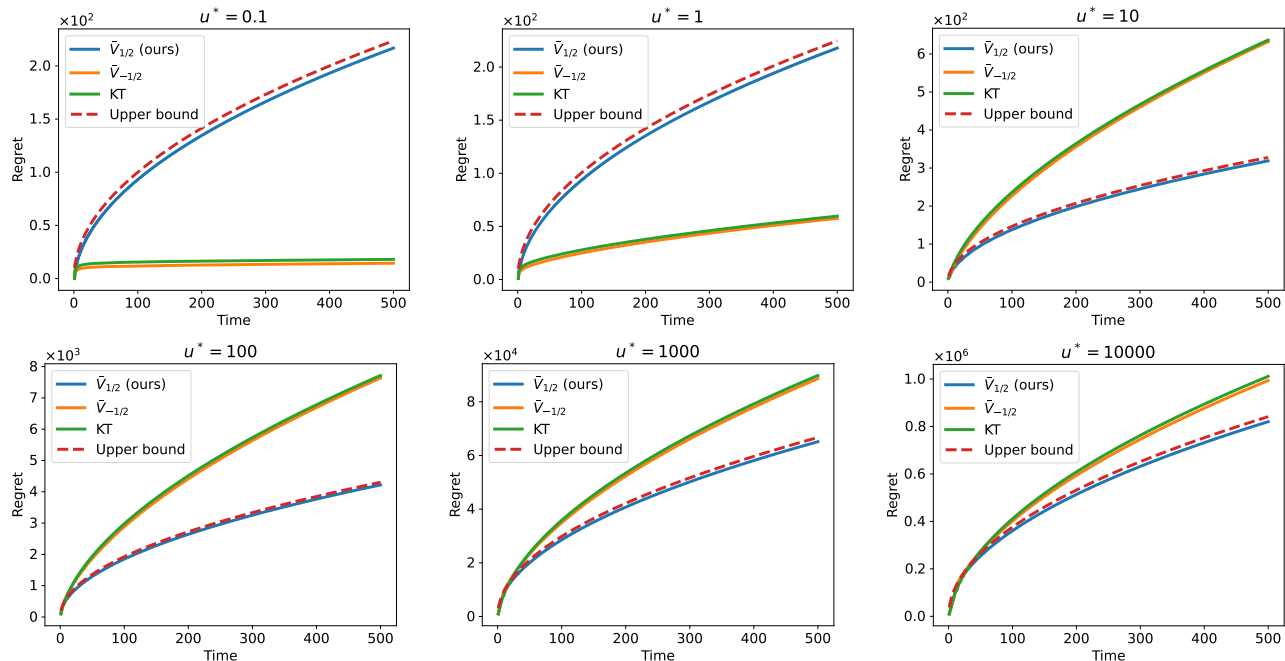 ×10²
u* = 0.1
V̄₁/₂ (ours)
V̄₋₁/₂
KT
Upper bound
Regret
2.0
1.5
1.0
0.5
0.0
0 100 200 300 400 500
Time
×10²
u* = 1
V̄₁/₂ (ours)
V̄₋₁/₂
KT
Upper bound
Regret
2.0
1.5
1.0
0.5
0.0
0 100 200 300 400 500
Time
×10²
u* = 10
V̄₁/₂ (ours)
V̄₋₁/₂
KT
Upper bound
Regret
6
5
4
3
2
1
0
0 100 200 300 400 500
Time
×10³
u* = 100
V̄₁/₂ (ours)
V̄₋₁/₂
KT
Upper bound
Regret
8
7
6
5
4
3
2
1
0
0 100 200 300 400 500
Time
×10⁴
u* = 1000
V̄₁/₂ (ours)
V̄₋₁/₂
KT
Upper bound
Regret
8
6
4
2
0
0 100 200 300 400 500
Time
×10⁶
u* = 10000
V̄₁/₂ (ours)
V̄₋₁/₂
KT
Upper bound
Regret
1.0
0.8
0.6
0.4
0.2
0.0
0 100 200 300 400 500
Time